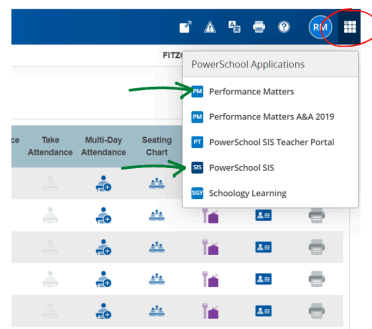 RM
FITZ
PowerSchool Applications
PM Performance Matters
PM Performance Matters A&A 2019
PT PowerSchool SIS Teacher Portal
SIS PowerSchool SIS
SGY Schoology Learning
ce Take Attendance Multi-Day Attendance Seating Chart